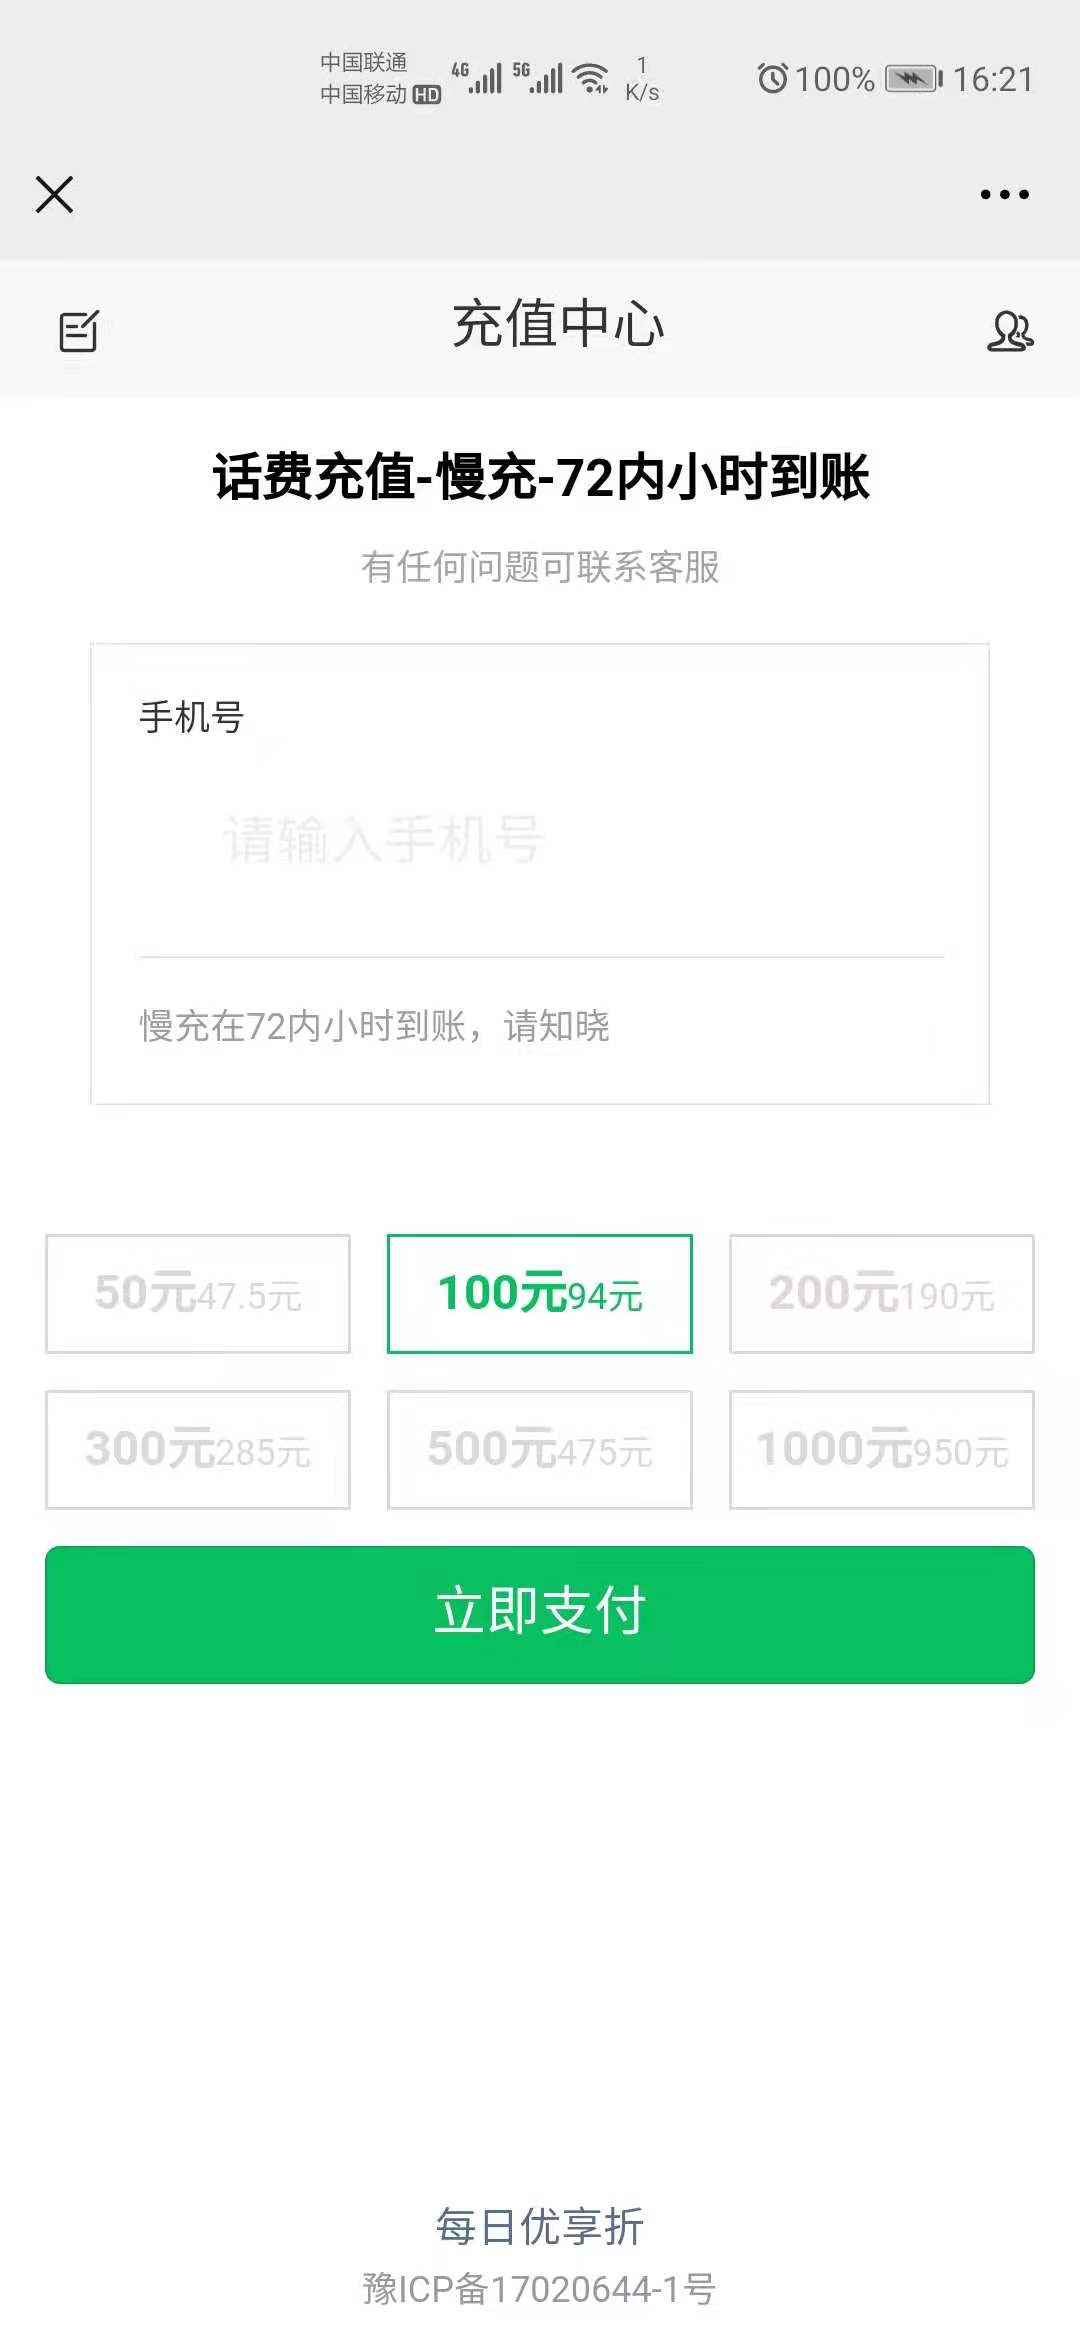 中国联通
中国移动 HD
4G 5G 1 K/s
100% 16:21
充值中心
话费充值-慢充-72内小时到账
有任何问题可联系客服
手机号
请输入手机号
慢充在72内小时到账，请知晓
50元47.5元
100元94元
200元190元
300元285元
500元475元
1000元950元
立即支付
每日优享折
豫ICP备17020644-1号